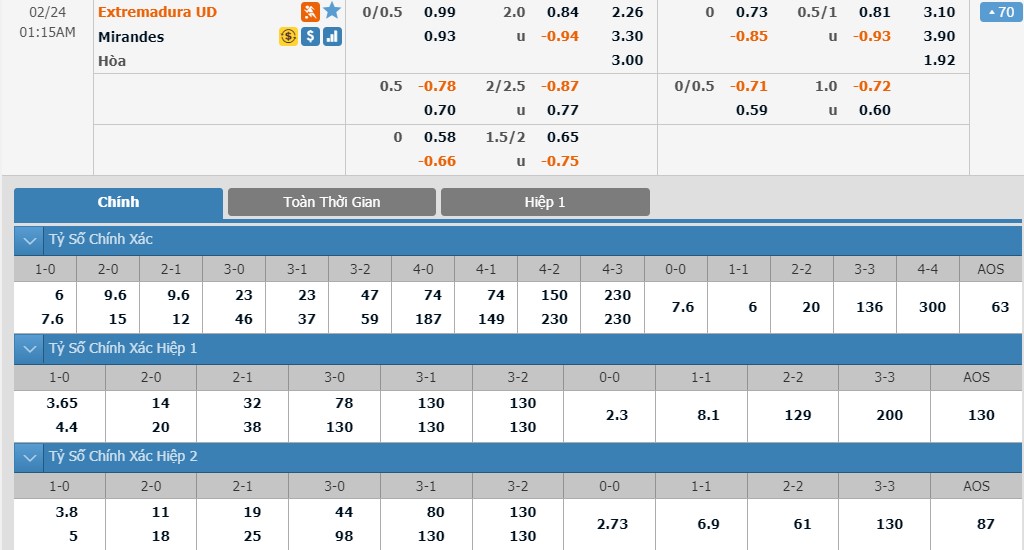 02/24 Extremadura UD 0/0.5 0.99 2.0 0.84 2.26 0 0.73 0.5/1 0.81 3.10 70
01:15AM Mirandes $ $ 0.93 u -0.94 3.30 -0.85 u -0.93 3.90
Hòa 3.00 1.92
0.5 -0.78 2/2.5 -0.87 0/0.5 -0.71 1.0 -0.72
0.70 u 0.77 0.59 u 0.60
0 0.58 1.5/2 0.65
-0.66 u -0.75
Chính Toàn Thời Gian Hiệp 1
Tỷ Số Chính Xác
1-0 2-0 2-1 3-0 3-1 3-2 4-0 4-1 4-2 4-3 0-0 1-1 2-2 3-3 4-4 AOS
6 9.6 9.6 23 23 47 74 74 150 230 7.6 6 20 136 300 63
7.6 15 12 46 37 59 187 149 230 230
Tỷ Số Chính Xác Hiệp 1
1-0 2-0 2-1 3-0 3-1 3-2 0-0 1-1 2-2 3-3 AOS
3.65 14 32 78 130 130 2.3 8.1 129 200 130
4.4 20 38 130 130 130
Tỷ Số Chính Xác Hiệp 2
1-0 2-0 2-1 3-0 3-1 3-2 0-0 1-1 2-2 3-3 AOS
3.8 11 19 44 80 130 2.73 6.9 61 130 87
5 18 25 98 130 130